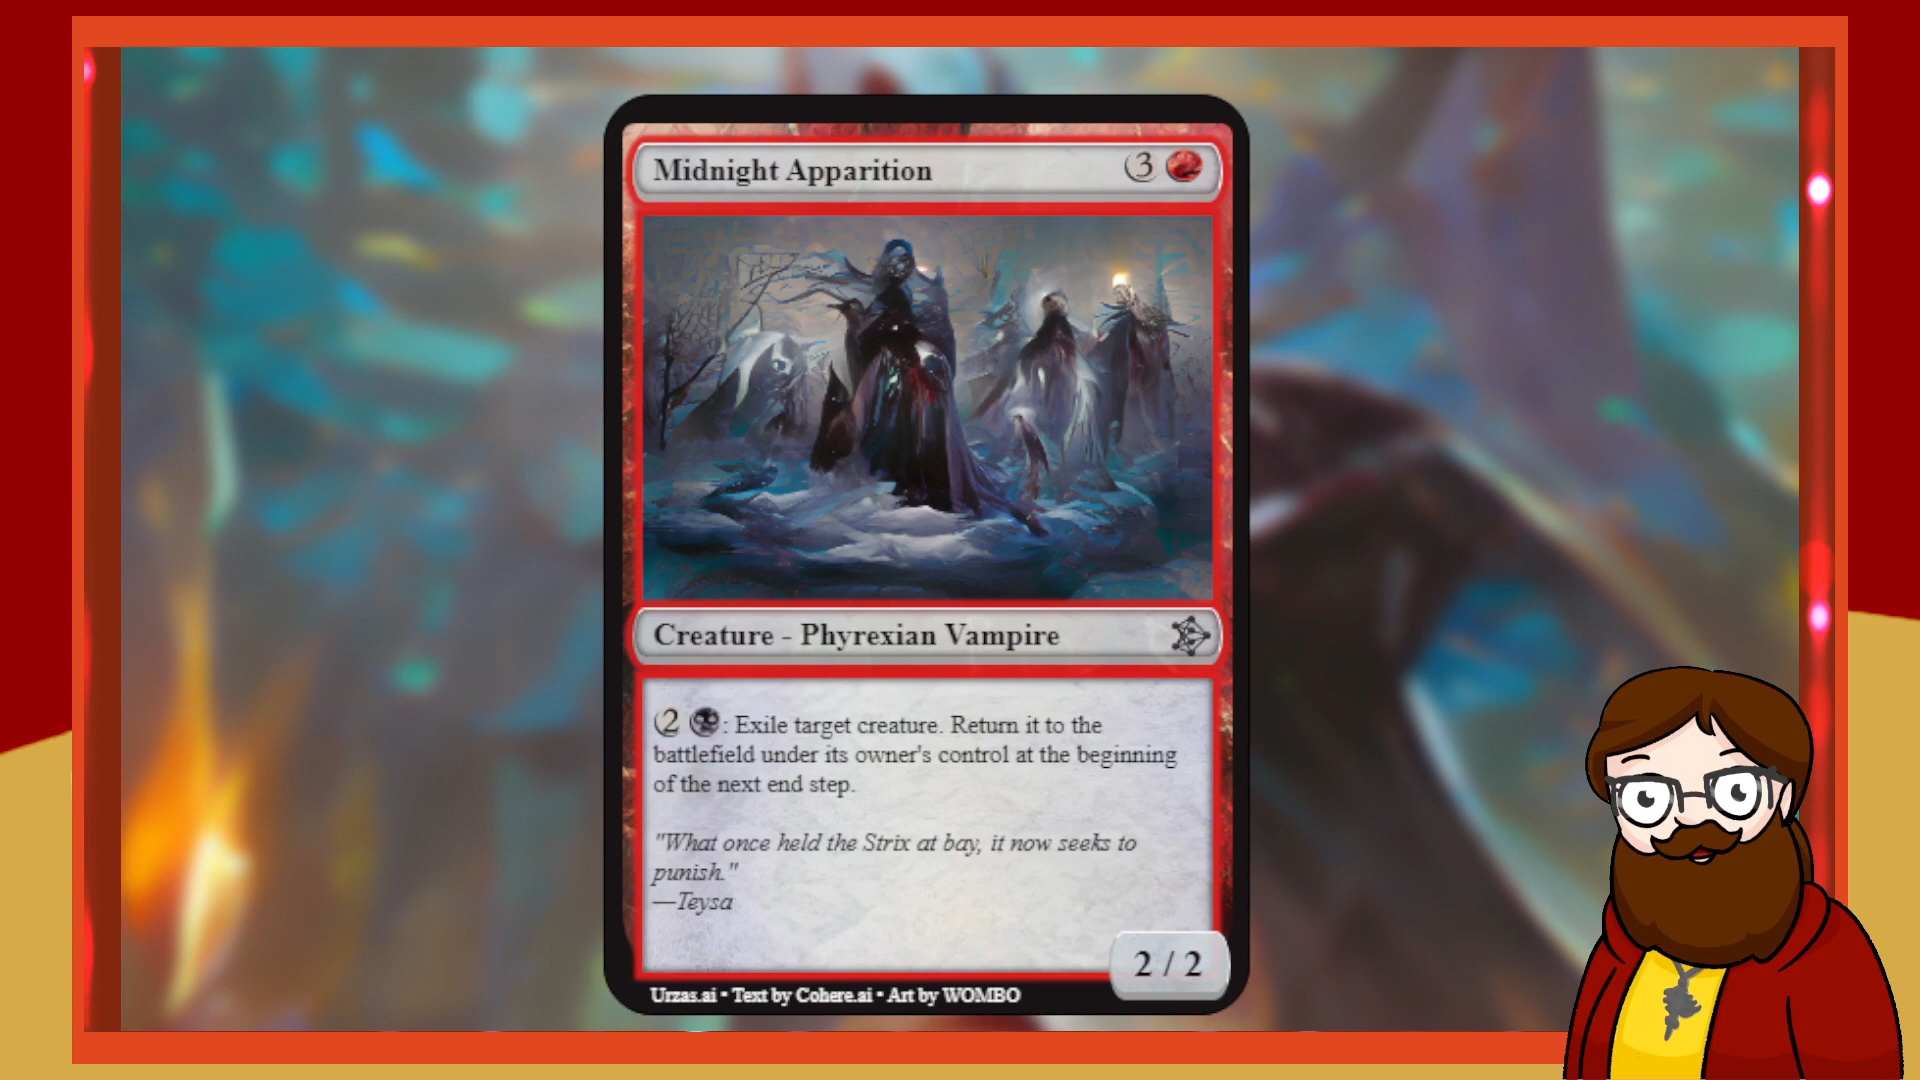 Midnight Apparition 3
Creature - Phyrexian Vampire
2 : Exile target creature. Return it to the
battlefield under its owner's control at the beginning
of the next end step.
"What once held the Strix at bay, it now seeks to
punish."
—Teysa
2 / 2
Urzas.ai • Text by Cohere.ai • Art by WOMBO